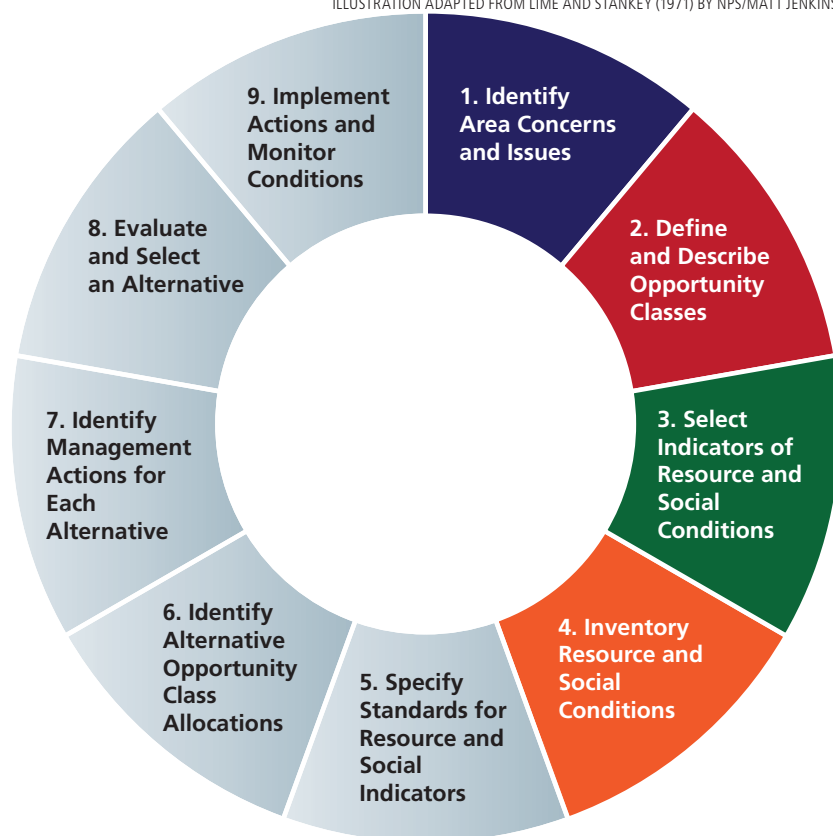 ILLUSTRATION ADAPTED FROM LIME AND STANKEY (1971) BY NPS/MATT JENKINS
1. Identify
Area Concerns
and Issues
2. Define
and Describe
Opportunity
Classes
3. Select
Indicators of
Resource and
Social
Conditions
4. Inventory
Resource and
Social
Conditions
5. Specify
Standards for
Resource and
Social
Indicators
6. Identify
Alternative
Opportunity
Class
Allocations
7. Identify
Management
Actions for
Each
Alternative
8. Evaluate
and Select
an Alternative
9. Implement
Actions and
Monitor
Conditions